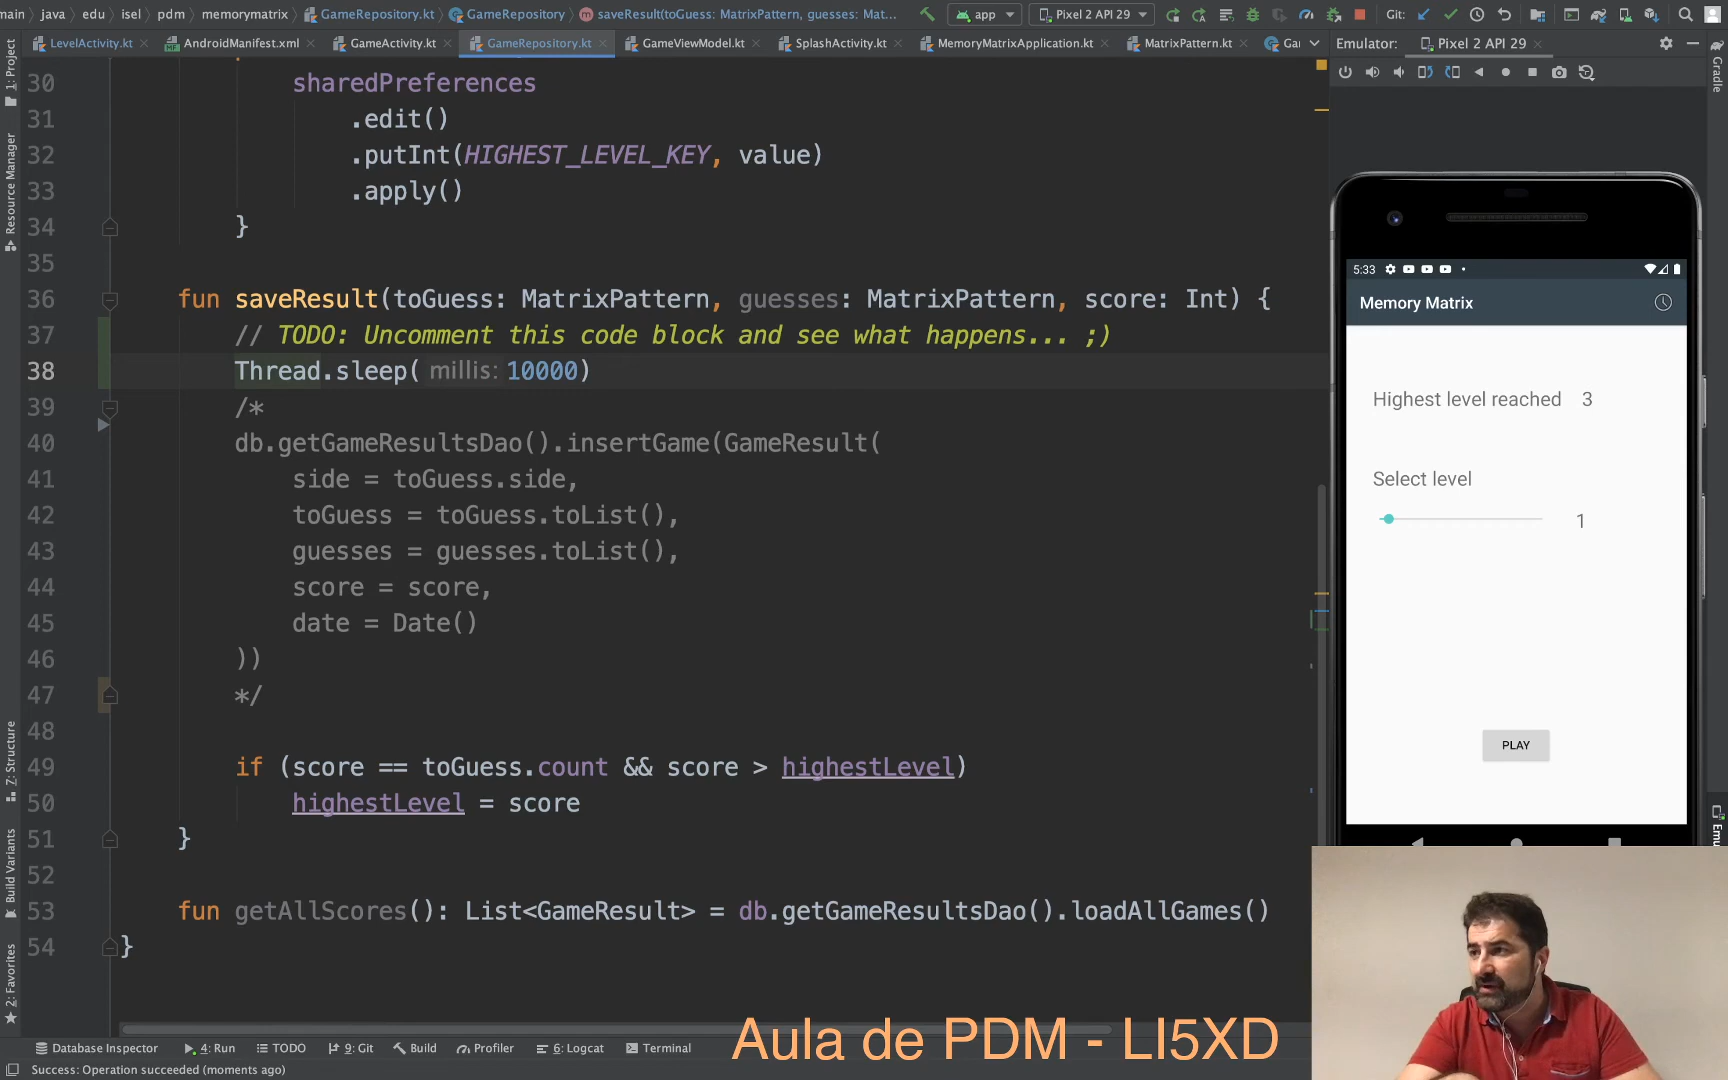 main
java
edu
isel
pdm
memorymatrix
GameRepository.kt
GameRepository
saveResult(toGuess: MatrixPattern, guesses: Mat...
app
Pixel 2 API 29
Git:
LevelActivity.kt
AndroidManifest.xml
GameActivity.kt
GameRepository.kt
GameViewModel.kt
SplashActivity.kt
MemoryMatrixApplication.kt
MatrixPattern.kt
Gar
Emulator:
Pixel 2 API 29
1: Project
Resource Manager
Z: Structure
Build Variants
2: Favorites
Gradle
30 sharedPreferences
31 .edit()
32 .putInt(HIGHEST_LEVEL_KEY, value)
33 .apply()
34 }
35
36 fun saveResult(toGuess: MatrixPattern, guesses: MatrixPattern, score: Int) {
37 // TODO: Uncomment this code block and see what happens... ;)
38 Thread.sleep( millis: 10000)
39 /*
40 db.getGameResultsDao().insertGame(GameResult(
41 side = toGuess.side,
42 toGuess = toGuess.toList(),
43 guesses = guesses.toList(),
44 score = score,
45 date = Date()
46 ))
47 */
48
49 if (score == toGuess.count && score > highestLevel)
50 highestLevel = score
51 }
52
53 fun getAllScores(): List<GameResult> = db.getGameResultsDao().loadAllGames()
54 }
5:33
Memory Matrix
Highest level reached 3
Select level
1
PLAY
Aula de PDM - LI5XD
Database Inspector
4: Run
TODO
9: Git
Build
Profiler
6: Logcat
Terminal
Success: Operation succeeded (moments ago)